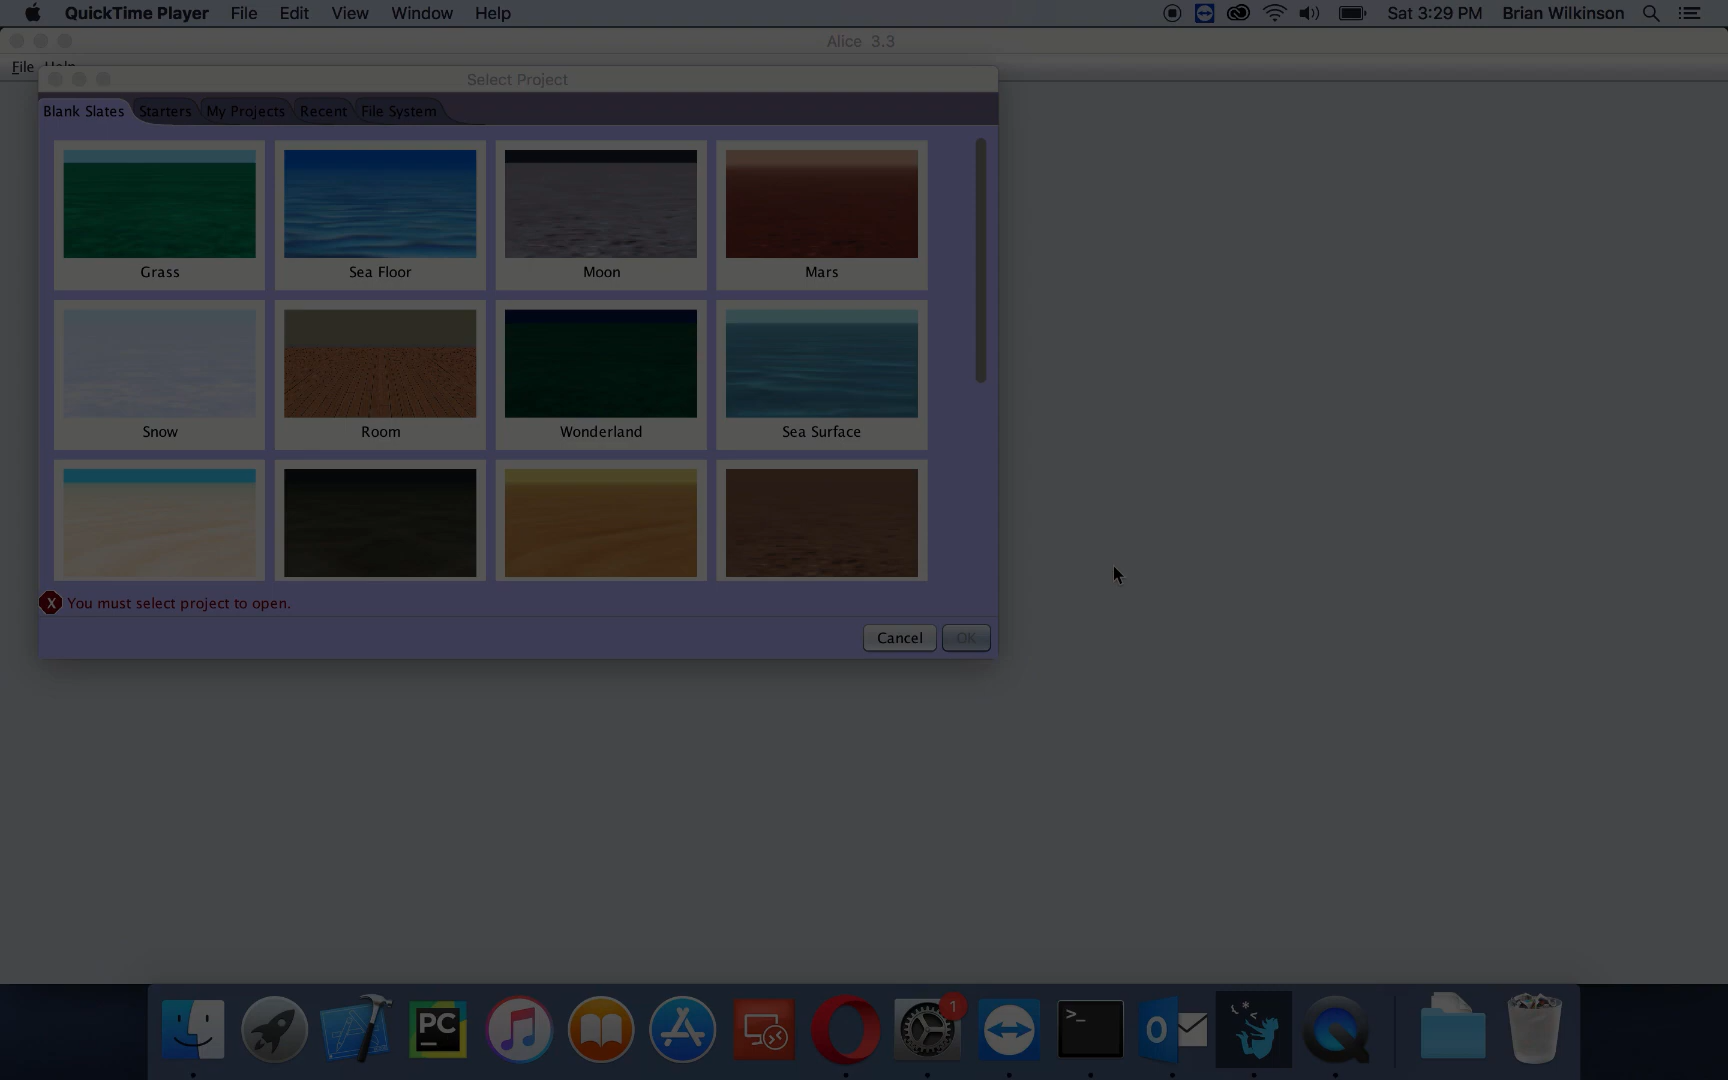 QuickTime Player File Edit View Window Help Sat 3:29 PM Brian Wilkinson
Alice 3.3
File Help
Select Project
Blank Slates Starters My Projects Recent File System
Grass Sea Floor Moon Mars
Snow Room Wonderland Sea Surface
X You must select project to open.
Cancel OK
1
PC >_ O